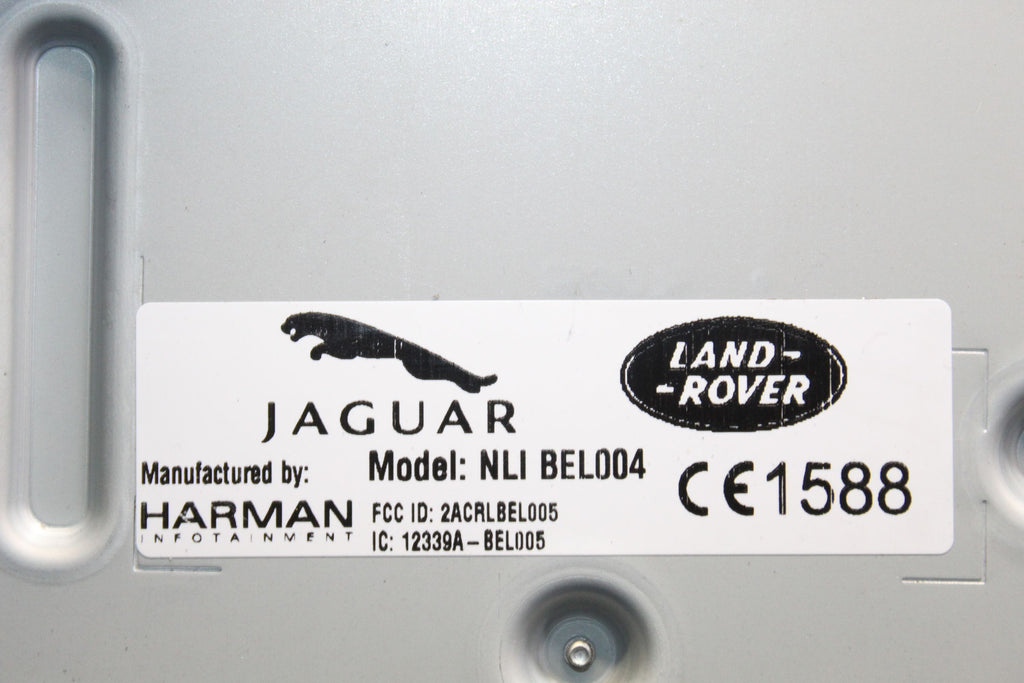 JAGUAR
LAND-
-ROVER
Manufactured by:
HARMAN
INFOTAINMENT
Model: NLI BEL004
FCC ID: 2ACRLBEL005
IC: 12339A-BEL005
CE1588